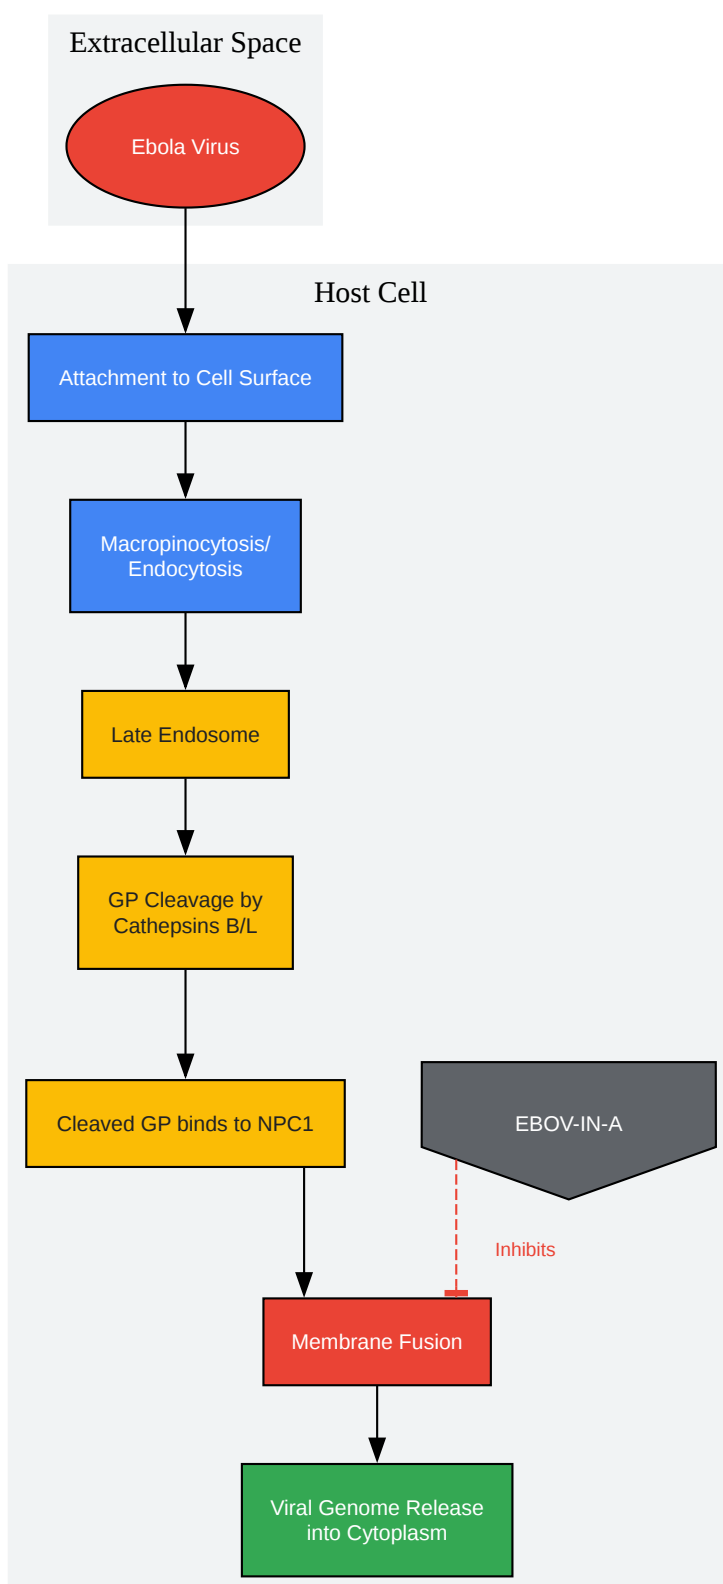 Extracellular Space
Ebola Virus
Host Cell
Attachment to Cell Surface
Macropinocytosis/
Endocytosis
Late Endosome
GP Cleavage by
Cathepsins B/L
Cleaved GP binds to NPC1
EBOV-IN-A
Inhibits
Membrane Fusion
Viral Genome Release
into Cytoplasm